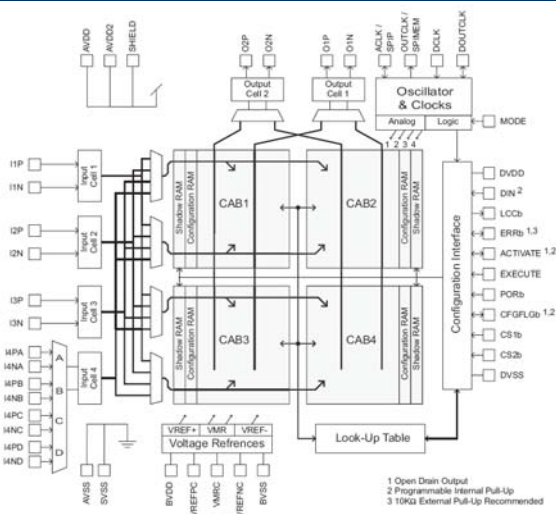 AVDD
AVDD2
SHIELD
O2P
O2N
O1P
O1N
ACLK / SPIP
OUTCLK / SPIMEM
DCLK
DOUTCLK
Output Cell 2
Output Cell 1
Oscillator & Clocks
Analog
Logic
1 2 3 4
MODE
I1P
I1N
Input Cell 1
I2P
I2N
Input Cell 2
I3P
I3N
Input Cell 3
I4PA
I4NA
I4PB
I4NB
I4PC
I4NC
I4PD
I4ND
A
B
C
D
Input Cell 4
Shadow RAM
Configuration RAM
CAB1
CAB2
Configuration RAM
Shadow RAM
Shadow RAM
Configuration RAM
CAB3
CAB4
Configuration RAM
Shadow RAM
Configuration Interface
DVDD
DIN 2
LCCb
ERRb 1,3
ACTIVATE 1,2
EXECUTE
PORb
CFGFLGb 1,2
CS1b
CS2b
DVSS
VREF+
VMR
VREF-
Voltage Refrences
Look-Up Table
AVSS
SVSS
BVDD
VREFPC
VMRC
VREFNC
BVSS
1 Open Drain Output
2 Programmable Internal Pull-Up
3 10KΩ External Pull-Up Recommended